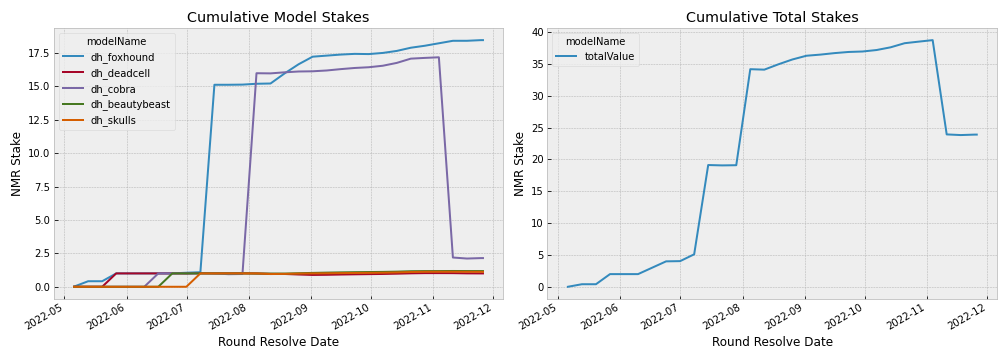 Cumulative Model Stakes
NMR Stake
17.5
15.0
12.5
10.0
7.5
5.0
2.5
0.0
modelName
dh_foxhound
dh_deadcell
dh_cobra
dh_beautybeast
dh_skulls
2022-05
2022-06
2022-07
2022-08
2022-09
2022-10
2022-11
2022-12
Round Resolve Date
Cumulative Total Stakes
NMR Stake
40
35
30
25
20
15
10
5
0
modelName
totalValue
2022-05
2022-06
2022-07
2022-08
2022-09
2022-10
2022-11
2022-12
Round Resolve Date